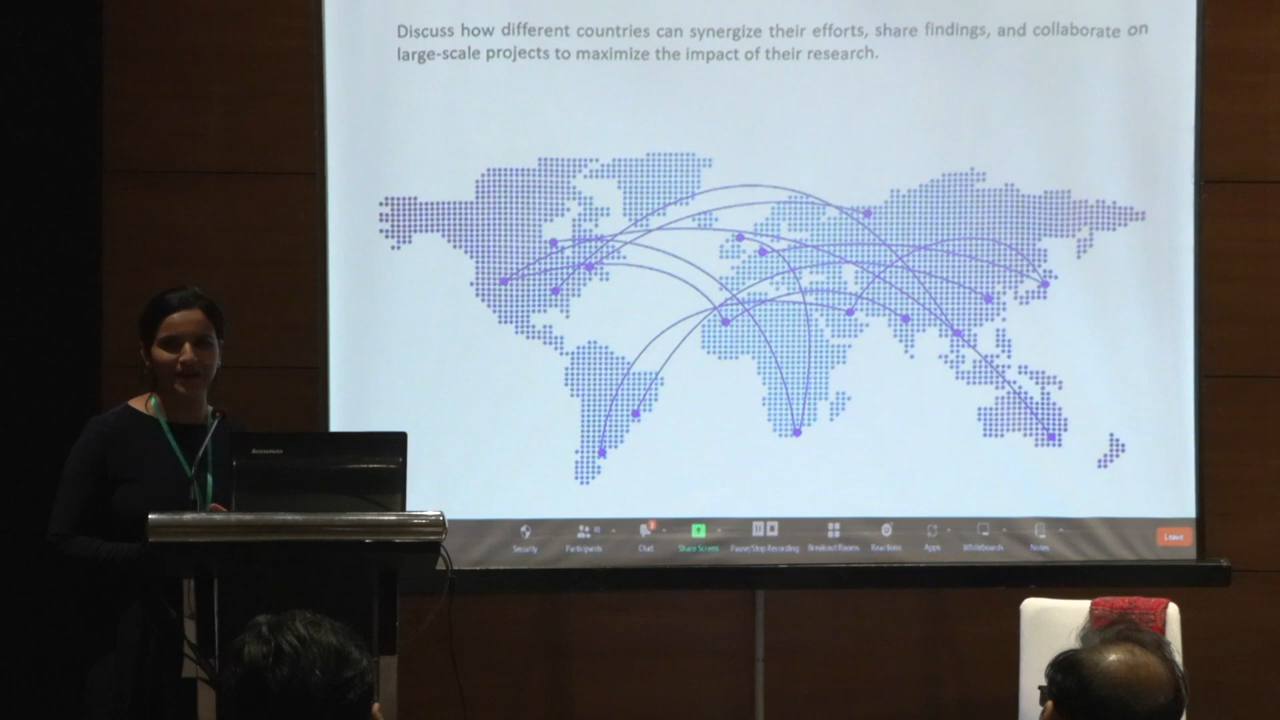 Discuss how different countries can synergize their efforts, share findings, and collaborate on
large-scale projects to maximize the impact of their research.
Lenovo
Security
Participants
Chat
Share Screen
Pause/Stop Recording
Breakout Rooms
Reactions
Apps
Whiteboards
Notes
Leave